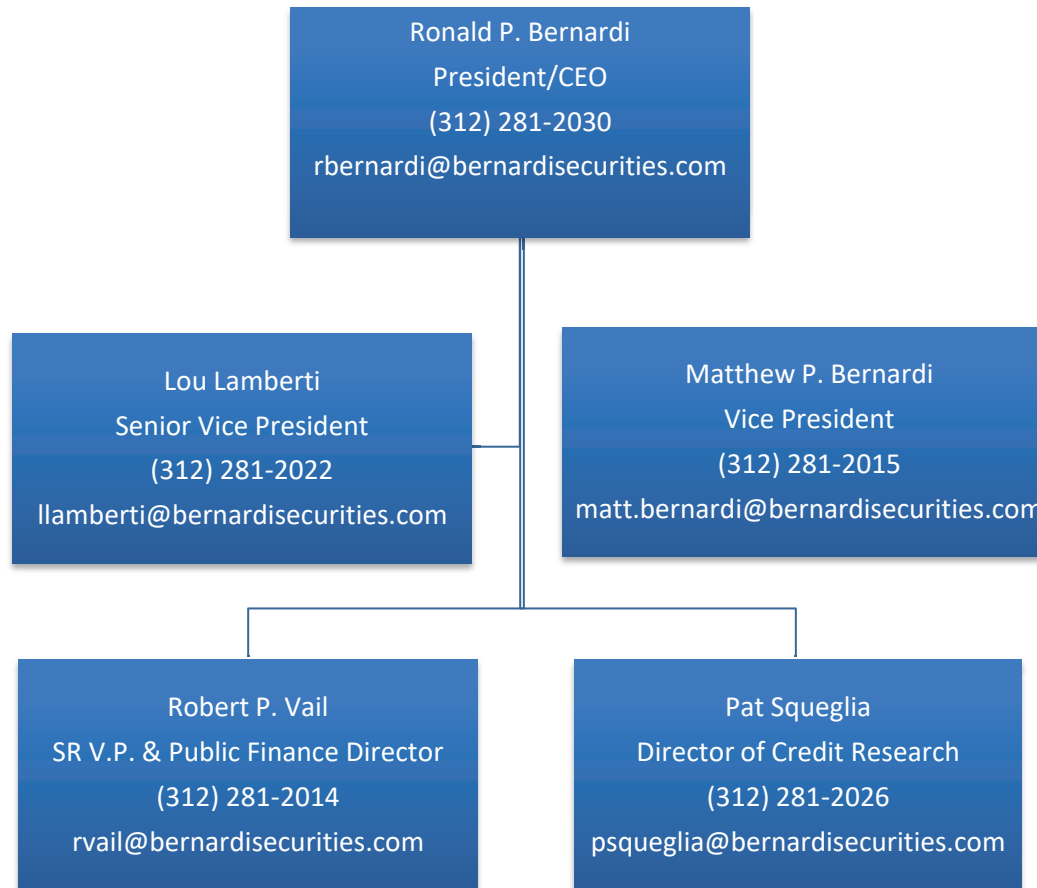 Ronald P. Bernardi
President/CEO
(312) 281-2030
rbernardi@bernardisecurities.com
Lou Lamberti
Senior Vice President
(312) 281-2022
llamberti@bernardisecurities.com
Matthew P. Bernardi
Vice President
(312) 281-2015
matt.bernardi@bernardisecurities.com
Robert P. Vail
SR V.P. & Public Finance Director
(312) 281-2014
rvail@bernardisecurities.com
Pat Squeglia
Director of Credit Research
(312) 281-2026
psqueglia@bernardisecurities.com